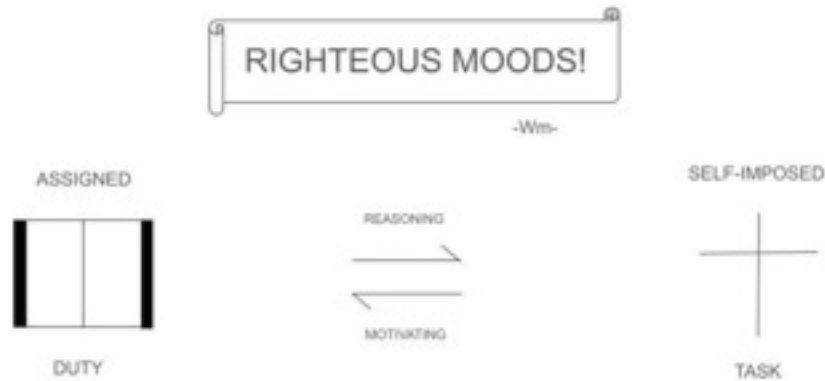 RIGHTEOUS MOODS!
-Wm-
ASSIGNED
SELF-IMPOSED
REASONING
MOTIVATING
DUTY
TASK